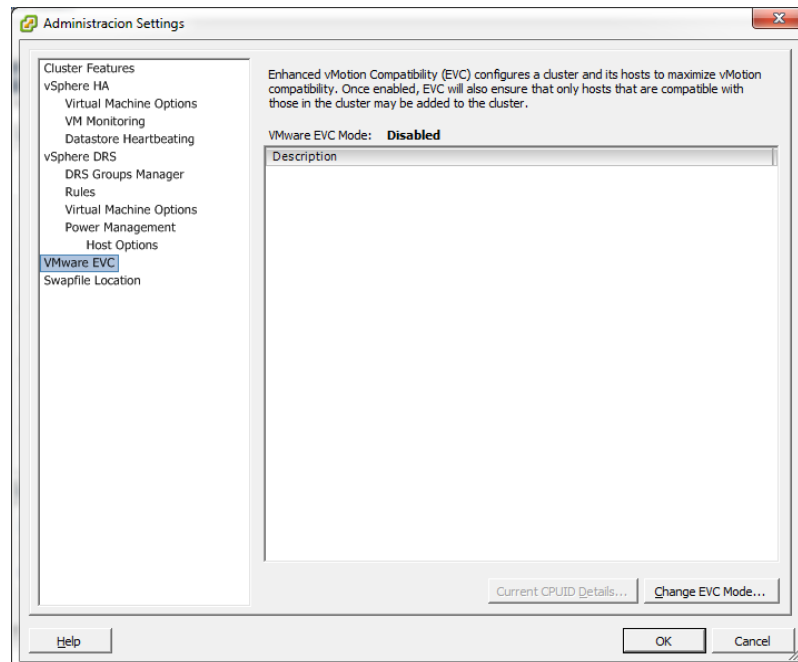 Administracion Settings
Cluster Features
vSphere HA
Virtual Machine Options
VM Monitoring
Datastore Heartbeating
vSphere DRS
DRS Groups Manager
Rules
Virtual Machine Options
Power Management
Host Options
VMware EVC
Swapfile Location
Enhanced vMotion Compatibility (EVC) configures a cluster and its hosts to maximize vMotion
compatibility. Once enabled, EVC will also ensure that only hosts that are compatible with
those in the cluster may be added to the cluster.
VMware EVC Mode: Disabled
Description
Current CPUID Details...
Change EVC Mode...
Help
OK
Cancel